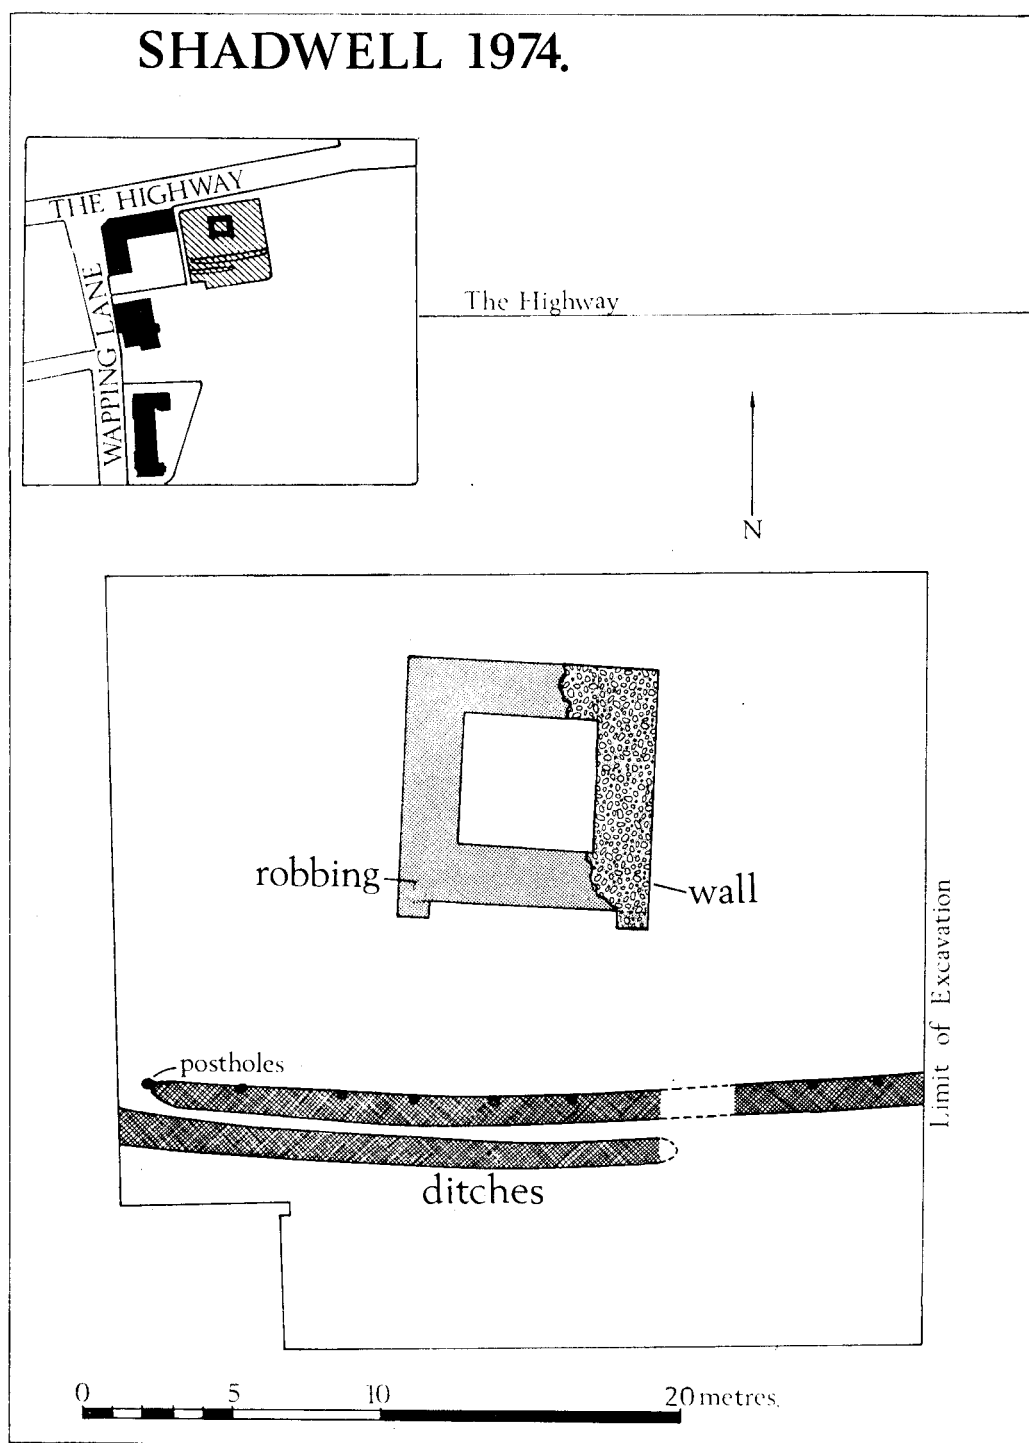 SHADWELL 1974.
THE HIGHWAY
WAPPING LANE
The Highway
N
robbing
wall
Limit of Excavation
postholes
ditches
0 5 10 20 metres.